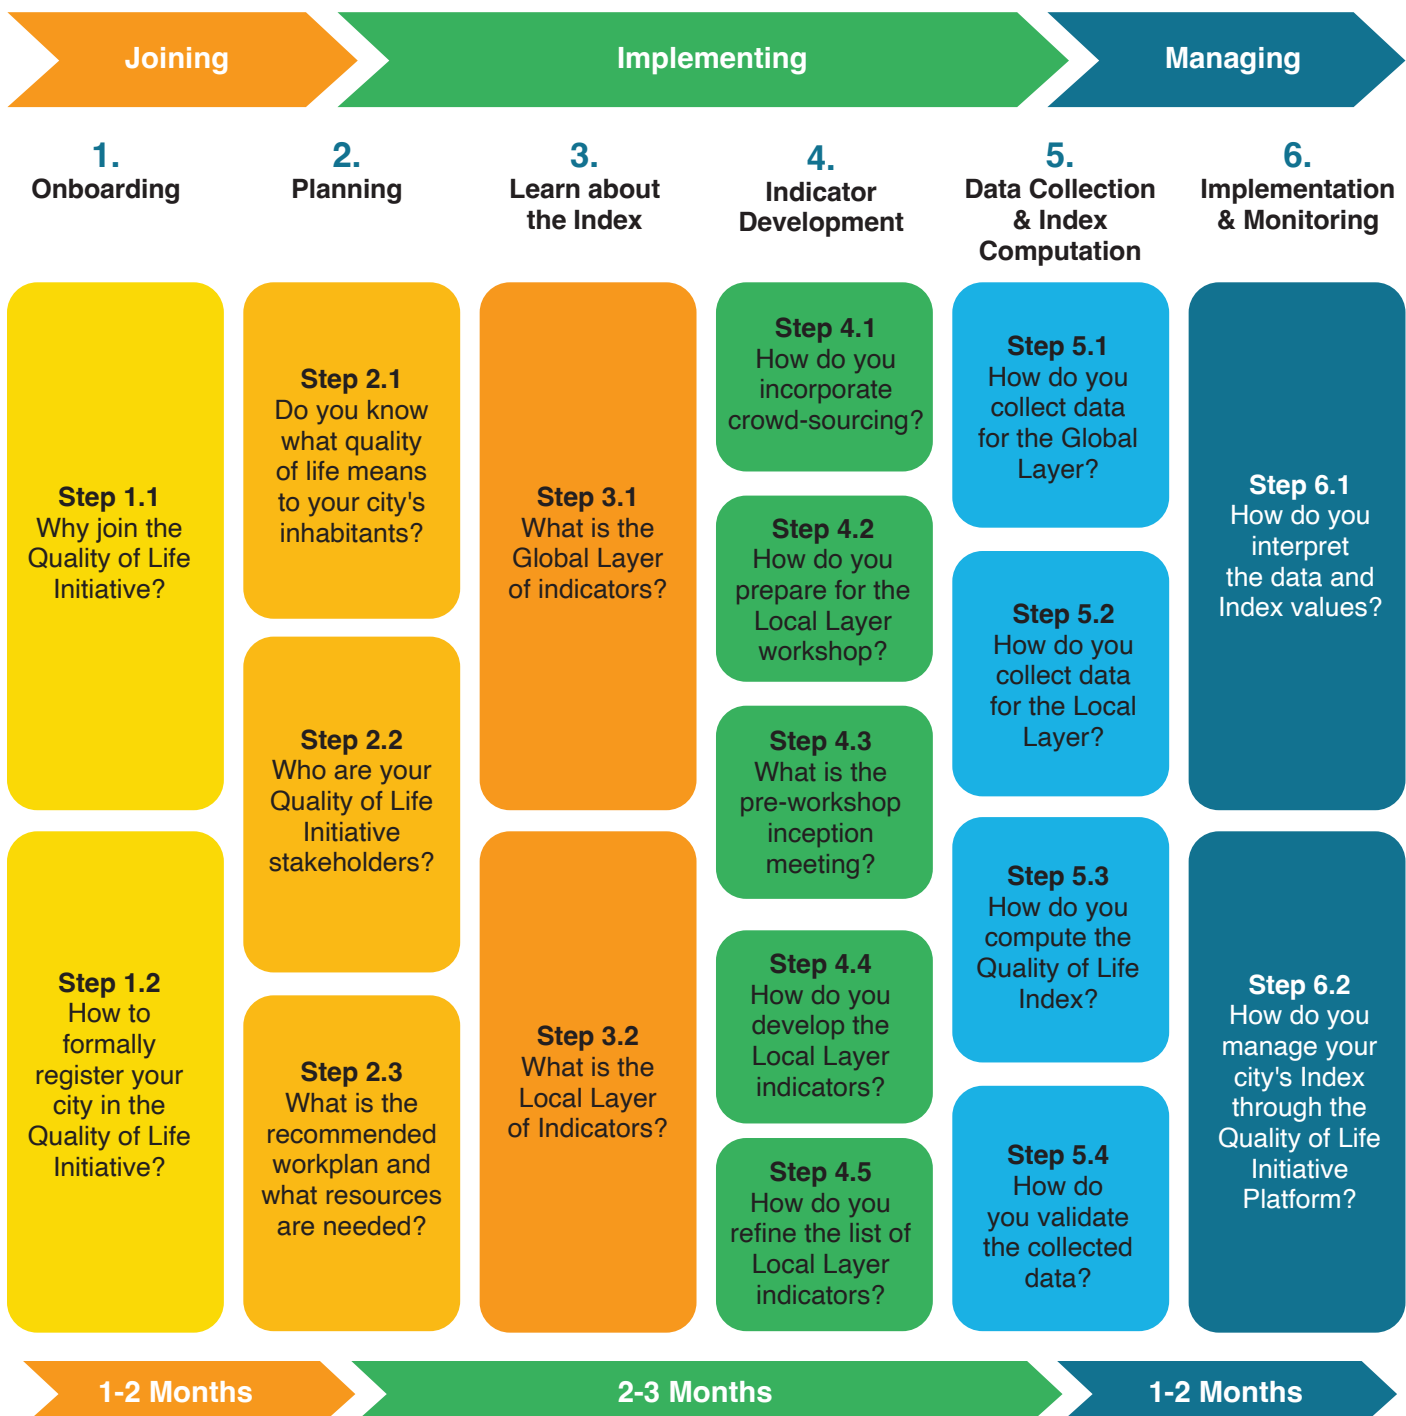 Joining
Implementing
Managing
1.
Onboarding
2.
Planning
3.
Learn about
the Index
4.
Indicator
Development
5.
Data Collection
& Index
Computation
6.
Implementation
& Monitoring
Step 1.1
Why join the
Quality of Life
Initiative?
Step 1.2
How to
formally
register your
city in the
Quality of Life
Initiative?
Step 2.1
Do you know
what quality
of life means
to your city's
inhabitants?
Step 2.2
Who are your
Quality of Life
Initiative
stakeholders?
Step 2.3
What is the
recommended
workplan and
what resources
are needed?
Step 3.1
What is the
Global Layer
of indicators?
Step 3.2
What is the
Local Layer
of Indicators?
Step 4.1
How do you
incorporate
crowd-sourcing?
Step 4.2
How do you
prepare for the
Local Layer
workshop?
Step 4.3
What is the
pre-workshop
inception
meeting?
Step 4.4
How do you
develop the
Local Layer
indicators?
Step 4.5
How do you
refine the list of
Local Layer
indicators?
Step 5.1
How do you
collect data
for the Global
Layer?
Step 5.2
How do you
collect data
for the Local
Layer?
Step 5.3
How do you
compute the
Quality of Life
Index?
Step 5.4
How do
you validate
the collected
data?
Step 6.1
How do you
interpret
the data and
Index values?
Step 6.2
How do you
manage your
city's Index
through the
Quality of Life
Initiative
Platform?
1-2 Months
2-3 Months
1-2 Months